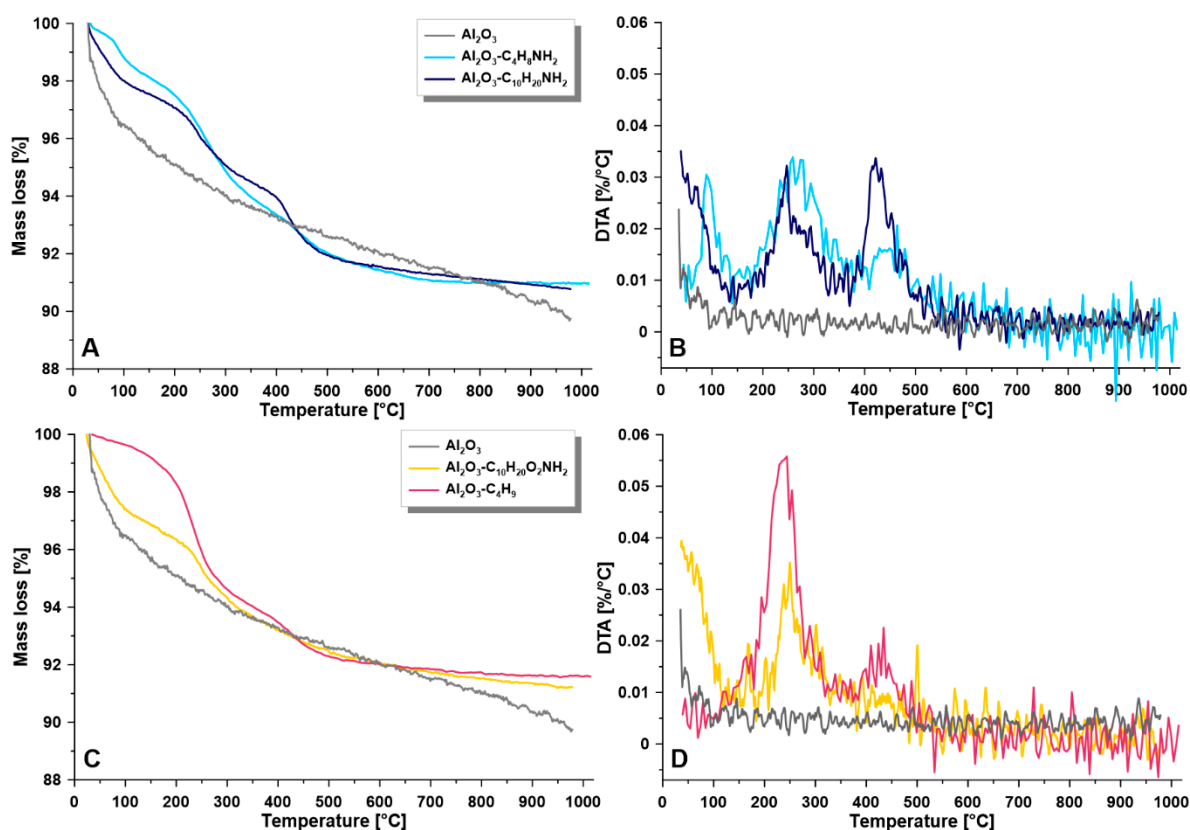 100
98
96
94
92
90
88
Mass loss [%]
Al₂O₃
Al₂O₃-C₄H₈NH₂
Al₂O₃-C₁₀H₂₀NH₂
A
0 100 200 300 400 500 600 700 800 900 1000
Temperature [°C]
0.06
0.05
0.04
0.03
0.02
0.01
0
DTA [%/°C]
B
0 100 200 300 400 500 600 700 800 900 1000
Temperature [°C]
100
98
96
94
92
90
88
Mass loss [%]
Al₂O₃
Al₂O₃-C₁₀H₂₀O₂NH₂
Al₂O₃-C₄H₉
C
0 100 200 300 400 500 600 700 800 900 1000
Temperature [°C]
0.06
0.05
0.04
0.03
0.02
0.01
0
DTA [%/°C]
D
0 100 200 300 400 500 600 700 800 900 1000
Temperature [°C]